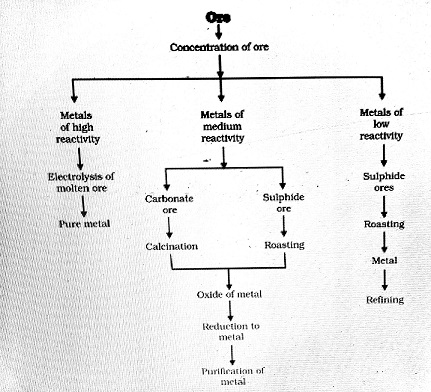 Ore
Concentration of ore
Metals
of high
reactivity
Electrolysis of
molten ore
Pure metal
Metals of
medium
reactivity
Carbonate
ore
Calcination
Sulphide
ore
Roasting
Oxide of metal
Reduction to
metal
Purification of
metal
Metals of
low
reactivity
Sulphide
ores
Roasting
Metal
Refining